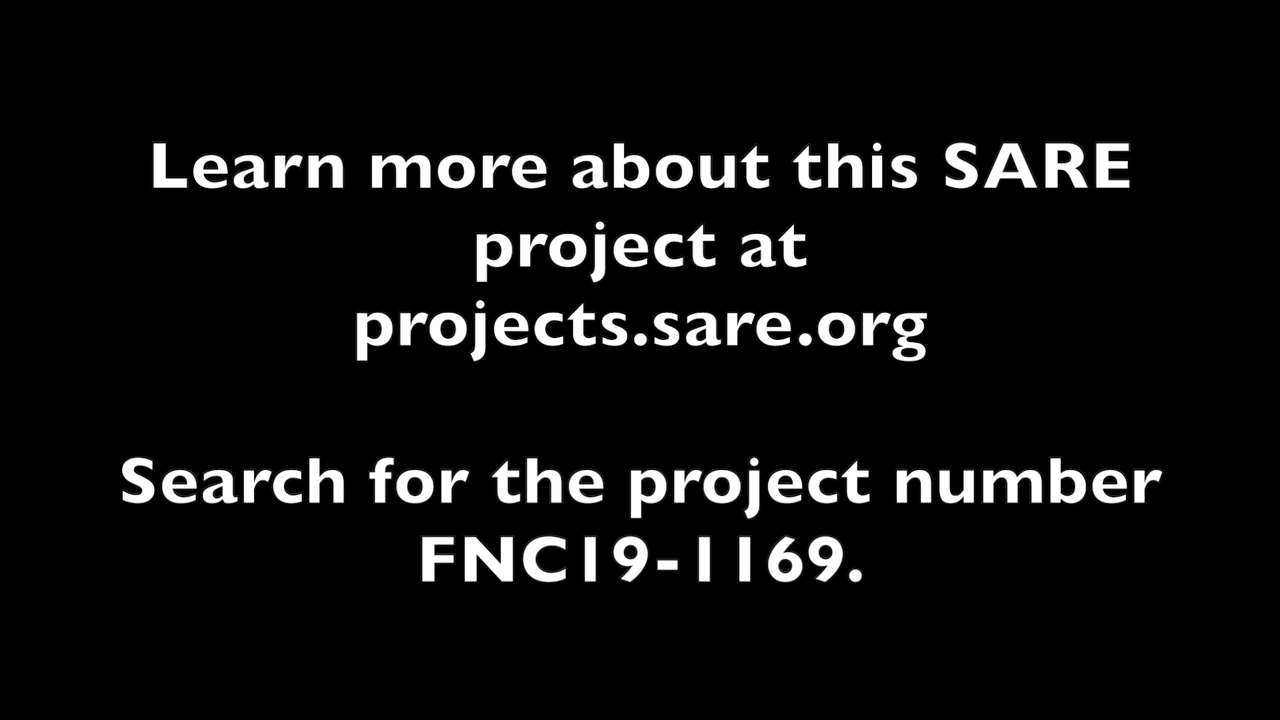 Learn more about this SARE
project at
projects.sare.org
Search for the project number
FNC19-1169.